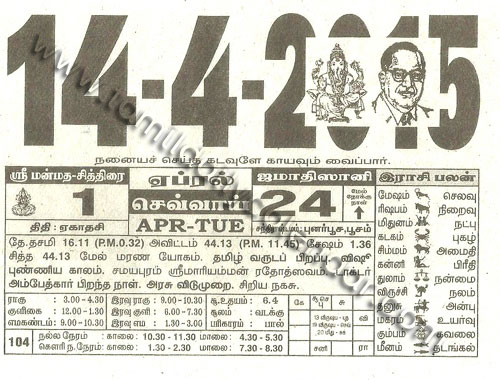 14-4-2015
www.tamildailycalendar.com
நனையச் செய்த கடவுளே காயவும் வைப்பார்.
ஸ்ரீ மன்மத-சித்திரை ஏப்ரல் ஜமாதிஸானி மேல் நோக்கு நாள் இராசி பலன்
1 செவ்வாய் 24
திதி : ஏகாதசி APR-TUE சந்திராஷ்டமம் புனர்பூச,பூசம்
தே.தசமி 16.11 (P.M.0.32) அவிட்டம் 44.13 (P.M. 11.45) சேஷம் 1.36
சித்த 44.13 மேல் மரண யோகம். தமிழ் வருடப் பிறப்பு. விஷு
புண்ணிய காலம். சமயபுரம் ஸ்ரீமாரியம்மன் ரதோத்ஸவம். டாக்டர்
அம்பேத்கார் பிறந்த நாள். அரசு விடுமுறை. சிறிய நகசு.
ராகு : 3.00 - 4.30 இரவு ராகு : 9.00 - 10.30 சூ.உதயம் : 6.4
குளிகை : 12.00 - 1.30 இரவு குளி : 6.00 - 7.30 சூலம் : வடக்கு
எமகண்டம் : 9.00 - 10.30 இரவு எம : 1.30 - 3.00 பரிகாரம் : பால்
104 நல்ல நேரம் : காலை : 10.30 - 11.30 மாலை : 4.30 - 5.30
கௌரி ந.நேரம் : காலை : 1.30 - 2.30 மாலை : 7.30 - 8.30
கே சூ செ பு சு
சனி ரா
மேஷம் செலவு
ரிஷபம் நிறைவு
மிதுனம் நட்பு
கடகம் புகழ்
சிம்மம் அமைதி
கன்னி பிரீதி
துலாம் நன்மை
விருச்சிகம் நலம்
தனுசு அன்பு
மகரம் உயர்வு
கும்பம் கவலை
மீனம் தடங்கல்